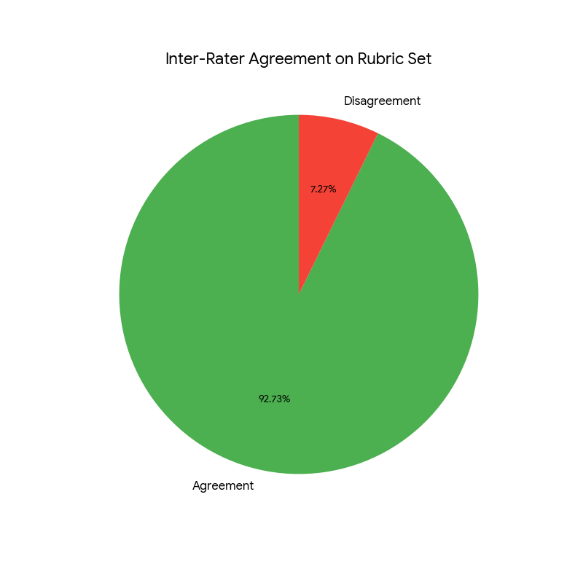 Inter-Rater Agreement on Rubric Set
Disagreement
7.27%
92.73%
Agreement